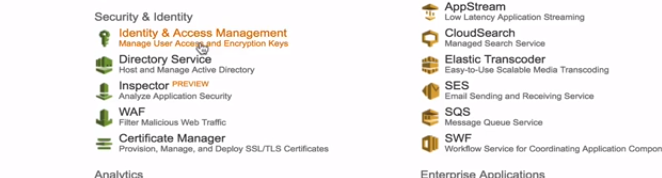 Security & Identity
Identity & Access Management
Manage User Access and Encryption Keys
Directory Service
Host and Manage Active Directory
Inspector PREVIEW
Analyze Application Security
WAF
Filter Malicious Web Traffic
Certificate Manager
Provision, Manage, and Deploy SSL/TLS Certificates
Analytics
AppStream
Low Latency Application Streaming
CloudSearch
Managed Search Service
Elastic Transcoder
Easy-to-Use Scalable Media Transcoding
SES
Email Sending and Receiving Service
SQS
Message Queue Service
SWF
Workflow Service for Coordinating Application Compon
Enterprise Applications